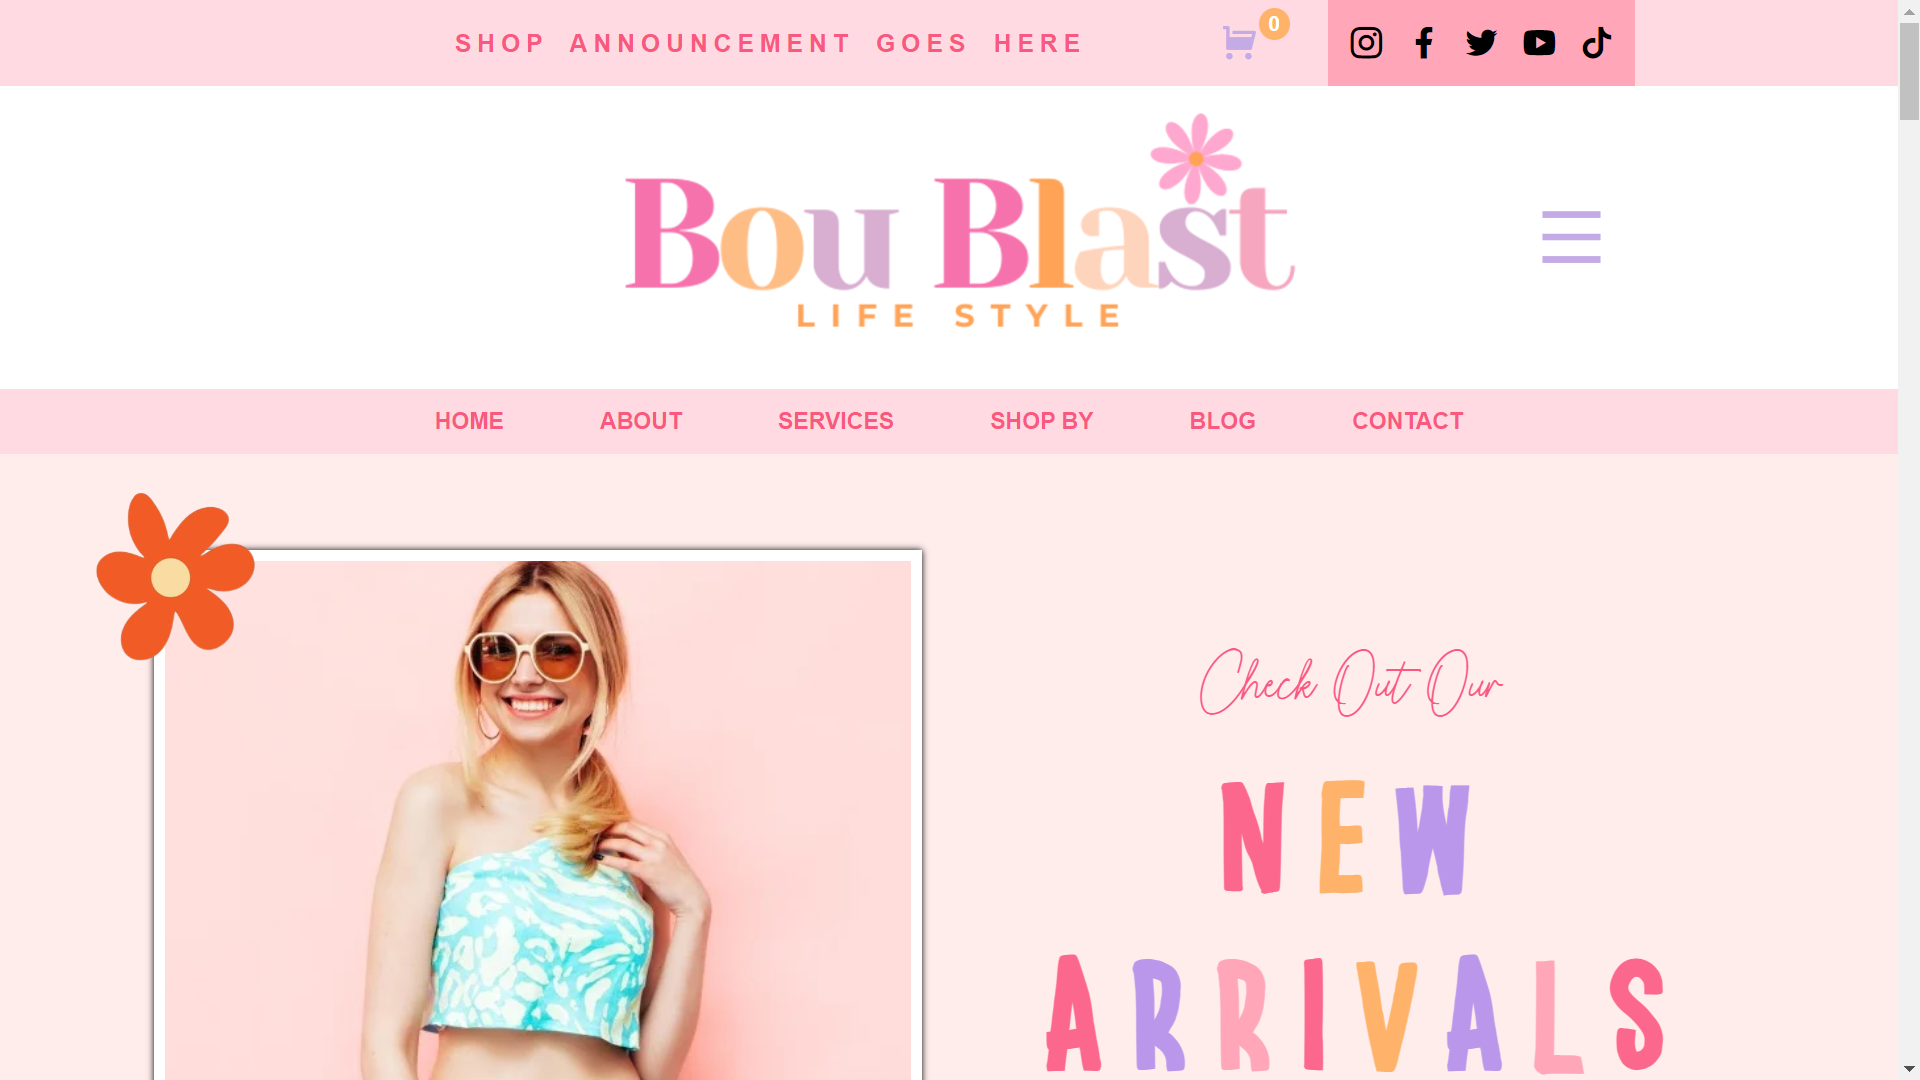 SHOP ANNOUNCEMENT GOES HERE
0
Bou Blast
LIFE STYLE
HOME ABOUT SERVICES SHOP BY BLOG CONTACT
Check Out Our
NEW
ARRIVALS